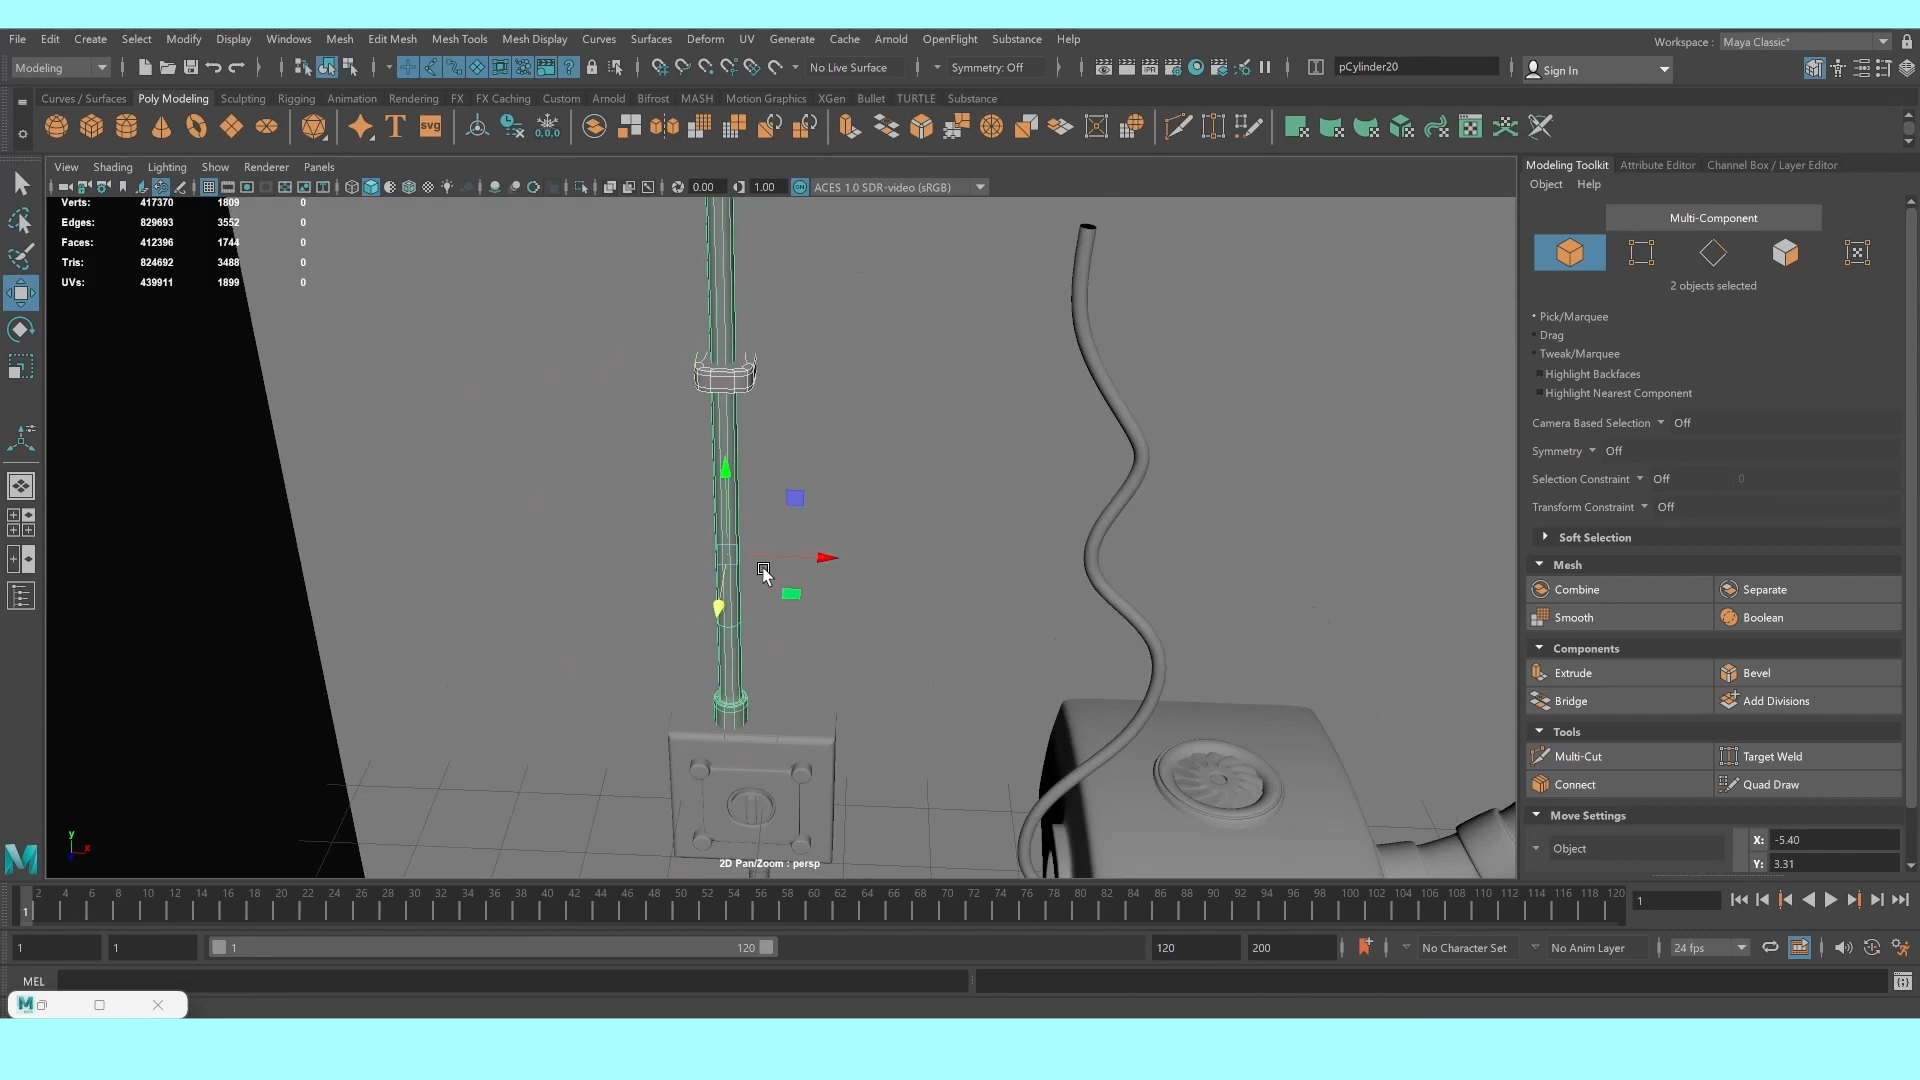 File Edit Create Select Modify Display Windows Mesh Edit Mesh Mesh Tools Mesh Display Curves Surfaces Deform UV Generate Cache Arnold OpenFlight Substance Help
Workspace : Maya Classic*
Modeling No Live Surface Symmetry: Off pCylinder20 Sign In
Curves / Surfaces Poly Modeling Sculpting Rigging Animation Rendering FX FX Caching Custom Arnold Bifrost MASH Motion Graphics XGen Bullet TURTLE Substance
T svg 0,0,0
View Shading Lighting Show Renderer Panels
0.00 1.00 ON ACES 1.0 SDR-video (sRGB)
Verts: 417370 1809 0
Edges: 829693 3552 0
Faces: 412396 1744 0
Tris: 824692 3488 0
UVs: 439911 1899 0
y
x
2D Pan/Zoom : persp
Modeling Toolkit Attribute Editor Channel Box / Layer Editor
Object Help
Multi-Component
2 objects selected
Pick/Marquee
Drag
Tweak/Marquee
Highlight Backfaces
Highlight Nearest Component
Camera Based Selection Off
Symmetry Off
Selection Constraint Off 0
Transform Constraint Off
Soft Selection
Mesh
Combine Separate
Smooth Boolean
Components
Extrude Bevel
Bridge Add Divisions
Tools
Multi-Cut Target Weld
Connect Quad Draw
Move Settings
Object X: -5.40
Y: 3.31
2 4 6 8 10 12 14 16 18 20 22 24 26 28 30 32 34 36 38 40 42 44 46 48 50 52 54 56 58 60 62 64 66 68 70 72 74 76 78 80 82 84 86 88 90 92 94 96 98 100 102 104 106 108 110 112 114 116 120
1 1
1 1 1 120 120 200 No Character Set No Anim Layer 24 fps
MEL
M